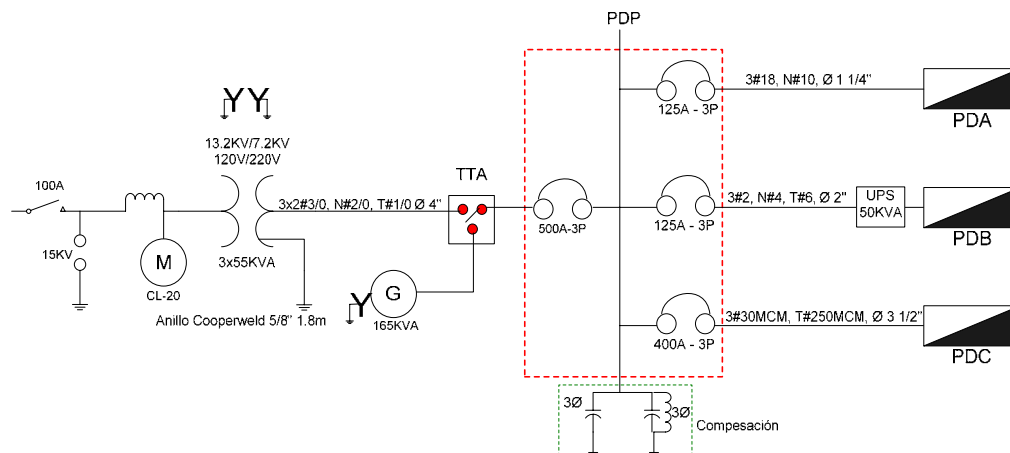 PDP
3#18, N#10, Ø 1 1/4"
125A - 3P
PDA
13.2KV/7.2KV
120V/220V
100A
TTA
3x2#3/0, N#2/0, T#1/0 Ø 4"
500A-3P
3#2, N#4, T#6, Ø 2"
125A - 3P
UPS
50KVA
PDB
15KV
M
CL-20
3x55KVA
Anillo Cooperweld 5/8" 1.8m
G
165KVA
3#30MCM, T#250MCM, Ø 3 1/2"
400A - 3P
PDC
3Ø
3Ø
Compesación